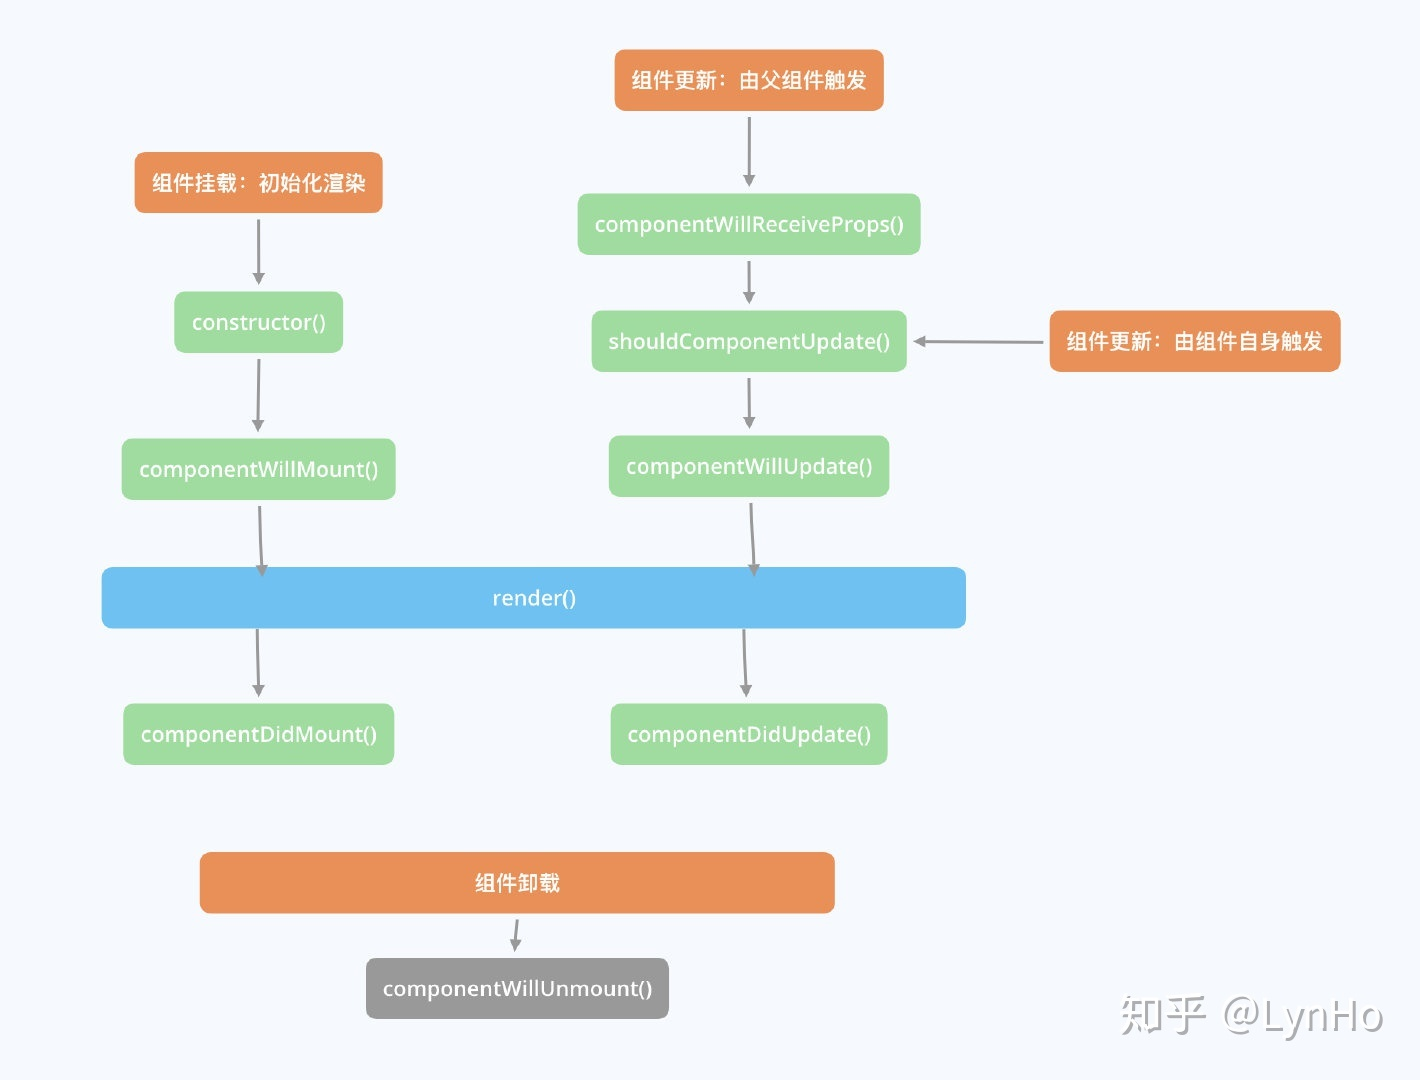 组件更新：由父组件触发
组件挂载：初始化渲染
componentWillReceiveProps()
constructor()
shouldComponentUpdate()
组件更新：由组件自身触发
componentWillMount()
componentWillUpdate()
render()
componentDidMount()
componentDidUpdate()
组件卸载
componentWillUnmount()
知乎 @LynHo